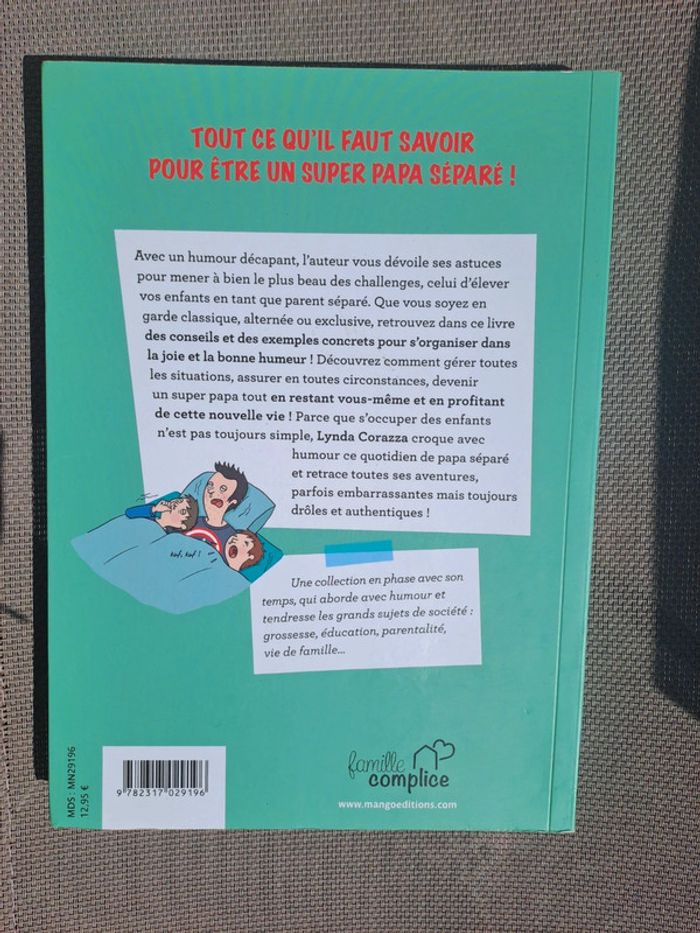 TOUT CE QU'IL FAUT SAVOIR
POUR ÊTRE UN SUPER PAPA SÉPARÉ !
Avec un humour décapant, l'auteur vous dévoile ses astuces
pour mener à bien le plus beau des challenges, celui d'élever
vos enfants en tant que parent séparé. Que vous soyez en
garde classique, alternée ou exclusive, retrouvez dans ce livre
des conseils et des exemples concrets pour s'organiser dans
la joie et la bonne humeur ! Découvrez comment gérer toutes
les situations, assurer en toutes circonstances, devenir
un super papa tout en restant vous-même et en profitant
de cette nouvelle vie ! Parce que s'occuper des enfants
n'est pas toujours simple, Lynda Corazza croque avec
humour ce quotidien de papa séparé
et retrace toutes ses aventures,
parfois embarrassantes mais toujours
drôles et authentiques !
Une collection en phase avec son
temps, qui aborde avec humour et
tendresse les grands sujets de société :
grossesse, éducation, parentalité,
vie de famille...
MDS : MN29196
12,95 €
9 782317 029196
famille
complice
www.mangoeditions.com